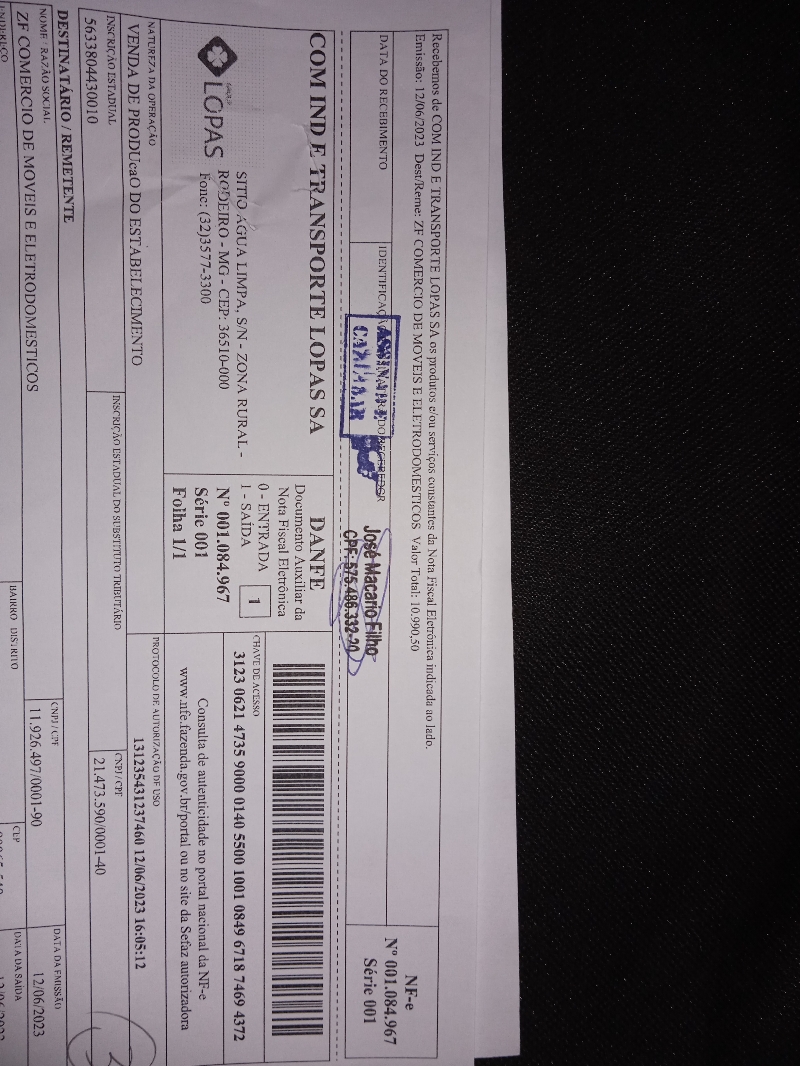 Recebemos de COM IND E TRANSPORTE LOPAS SA os produtos e/ou serviços constantes da Nota Fiscal Eletrônica indicada ao lado.
Emissão: 12/06/2023 Dest/Reme: ZF COMERCIO DE MOVEIS E ELETRODOMESTICOS Valor Total: 10.990,50
DATA DO RECEBIMENTO
José Macario Filho
CPF: 575.486.332-20
NF-e
Nº 001.084.967
Série 001
COM IND E TRANSPORTE LOPAS SA
LOPAS
SITIO AGUA LIMPA, S/N - ZONA RURAL -
RODEIRO - MG - CEP: 36510-000
Fone: (32)3577-3300
DANFE
Documento Auxiliar da
Nota Fiscal Eletrônica
0 - ENTRADA
1 - SAÍDA
1
Nº 001.084.967
Série 001
Folha 1/1
CHAVE DE ACESSO
3123 0621 4735 9000 0140 5500 1001 0849 6718 7469 4372
Consulta de autenticidade no portal nacional da NF-e
www.nfe.fazenda.gov.br/portal ou no site da Sefaz autorizadora
NATUREZA DA OPERAÇÃO
VENDA DE PRODUcaO DO ESTABELECIMENTO
PROTOCOLO DE AUTORIZAÇÃO DE USO
131235431237460 12/06/2023 16:05:12
INSCRIÇÃO ESTADUAL
5633804430010
INSCRIÇÃO ESTADUAL DO SUBSTITUTO TRIBUTÁRIO
CNPJ / CPF
21.473.590/0001-40
DESTINATÁRIO / REMETENTE
NOME / RAZÃO SOCIAL
ZF COMERCIO DE MOVEIS E ELETRODOMESTICOS
CNPJ / CPF
11.926.497/0001-90
DATA DA EMISSÃO
12/06/2023
ENDEREÇO
BAIRRO DISTRITO
CEP
DATA DA SAÍDA